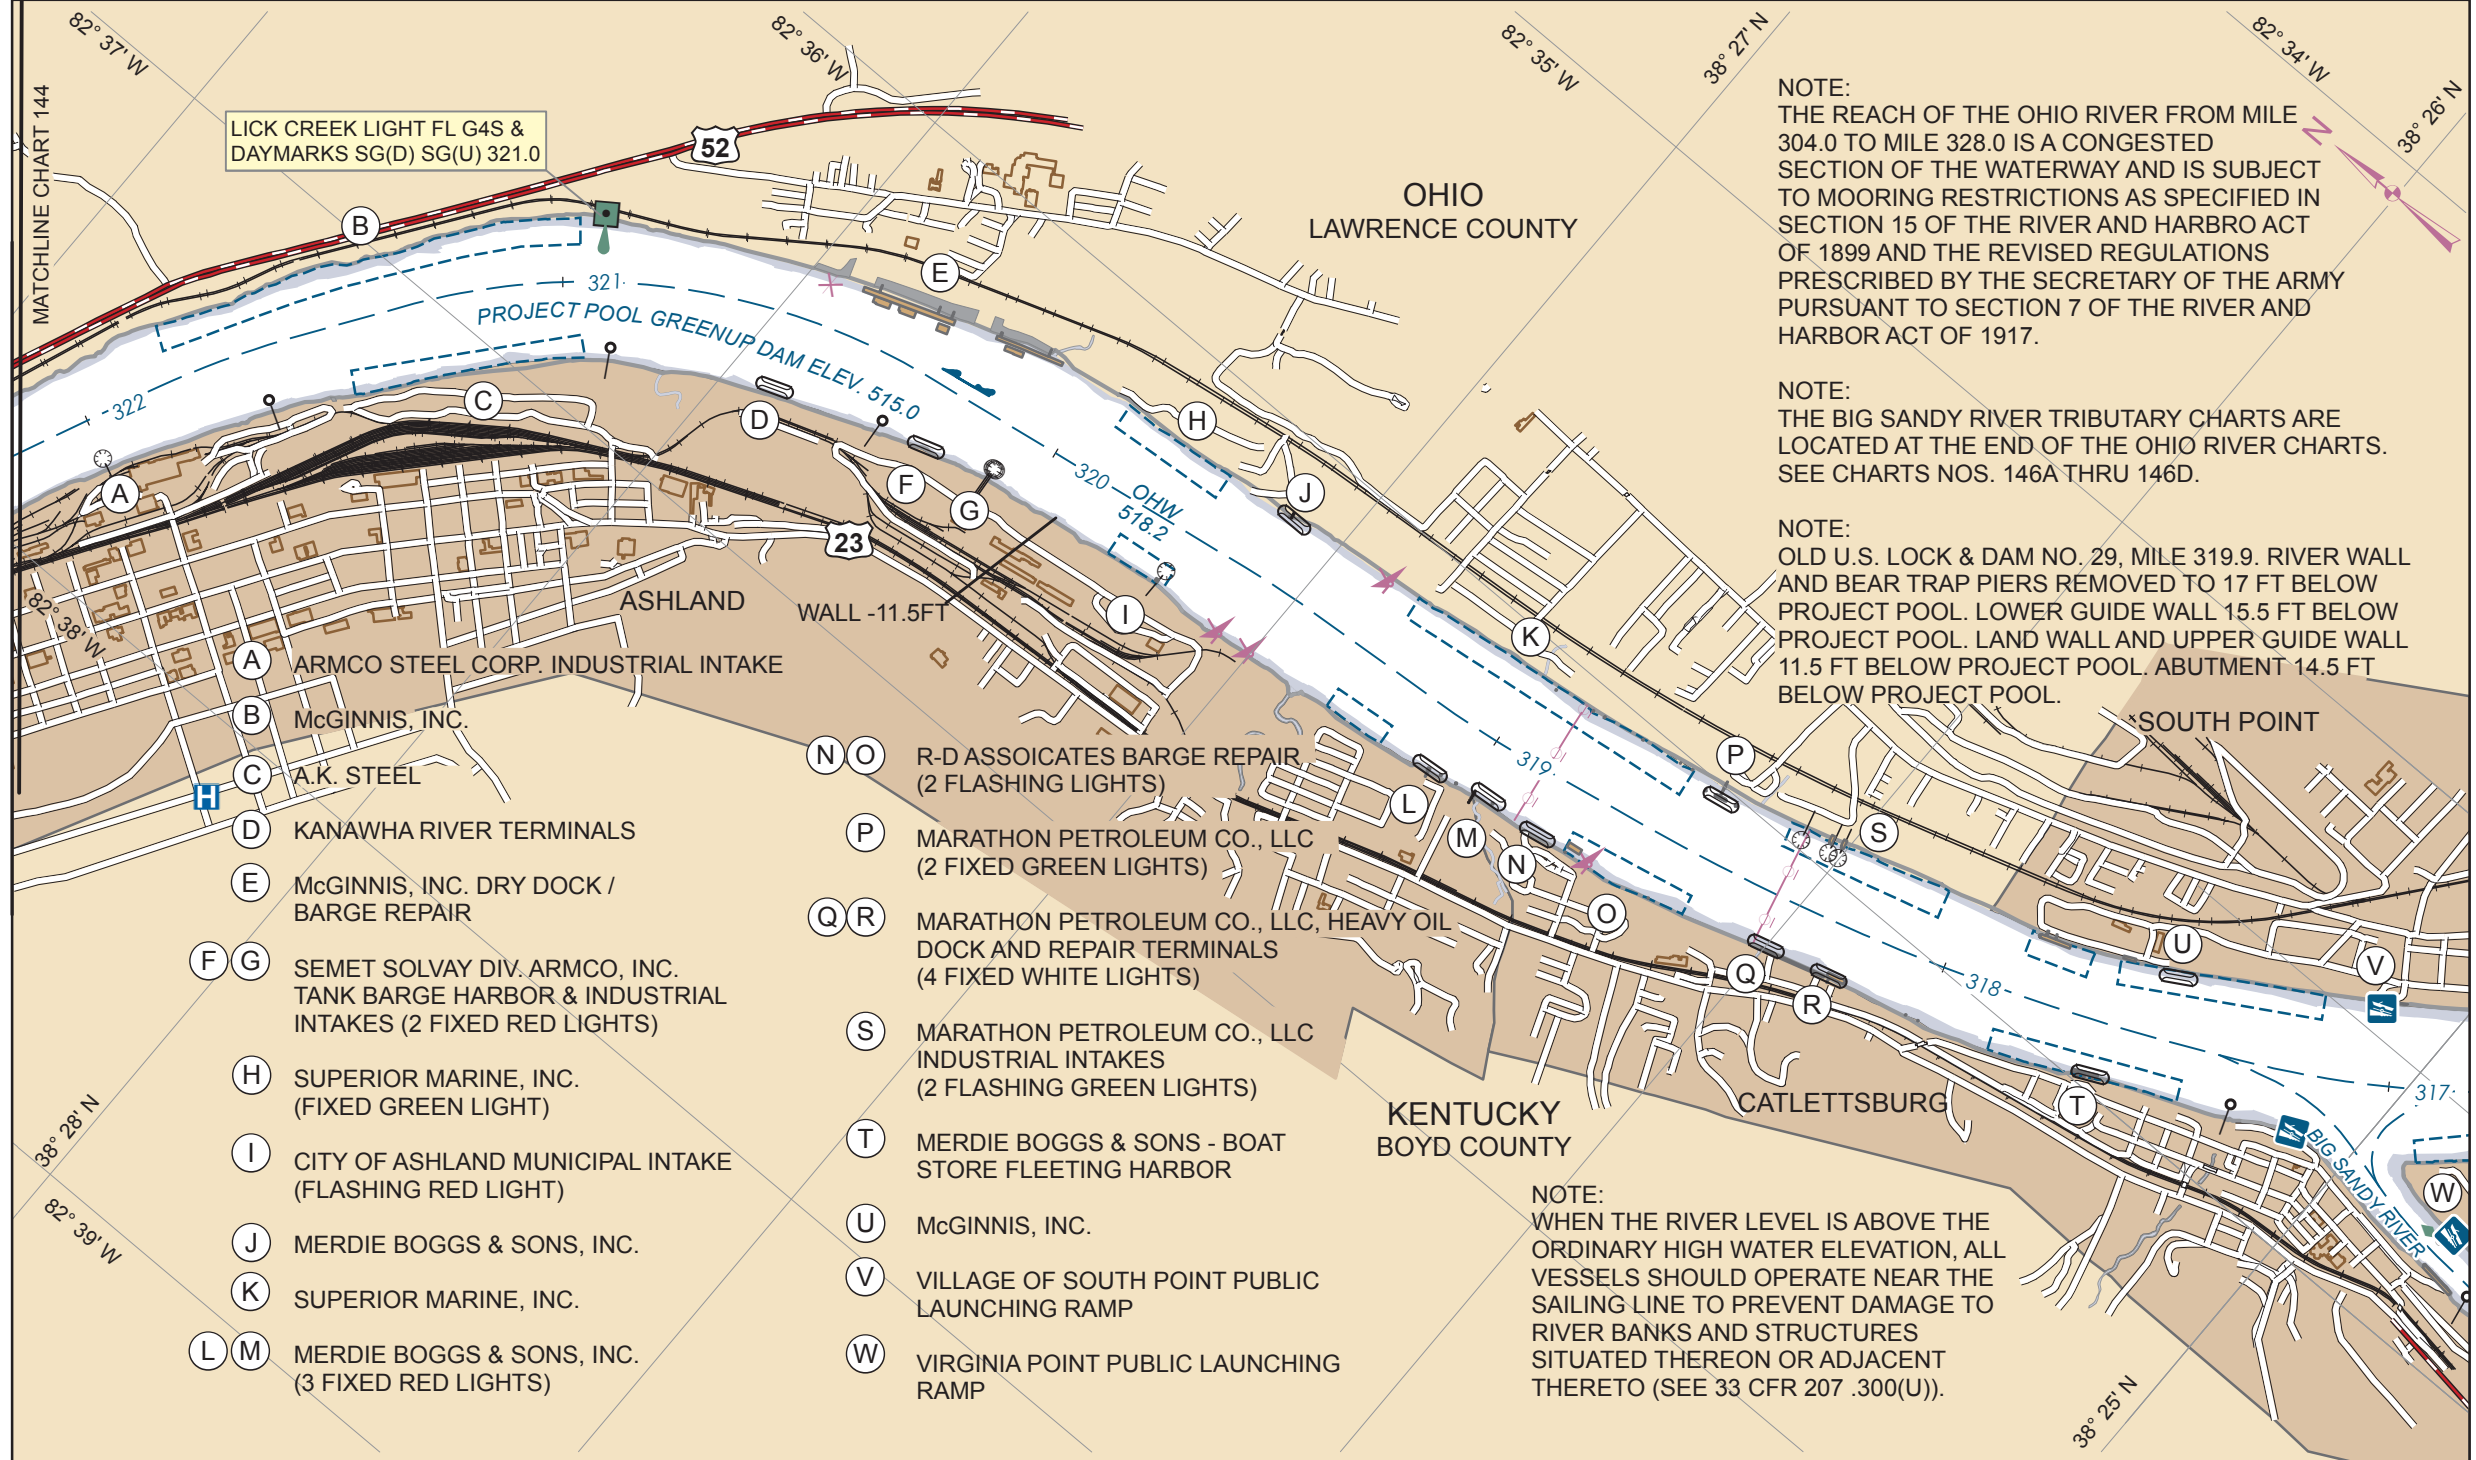 82° 37' W
82° 36' W
82° 35' W
38° 27' N
82° 34' W
38° 26' N
MATCHLINE CHART 144
LICK CREEK LIGHT FL G4S &
DAYMARKS SG(D) SG(U) 321.0
52
OHIO
LAWRENCE COUNTY
N
NOTE:
THE REACH OF THE OHIO RIVER FROM MILE
304.0 TO MILE 328.0 IS A CONGESTED
SECTION OF THE WATERWAY AND IS SUBJECT
TO MOORING RESTRICTIONS AS SPECIFIED IN
SECTION 15 OF THE RIVER AND HARBRO ACT
OF 1899 AND THE REVISED REGULATIONS
PRESCRIBED BY THE SECRETARY OF THE ARMY
PURSUANT TO SECTION 7 OF THE RIVER AND
HARBOR ACT OF 1917.
NOTE:
THE BIG SANDY RIVER TRIBUTARY CHARTS ARE
LOCATED AT THE END OF THE OHIO RIVER CHARTS.
SEE CHARTS NOS. 146A THRU 146D.
NOTE:
OLD U.S. LOCK & DAM NO. 29, MILE 319.9. RIVER WALL
AND BEAR TRAP PIERS REMOVED TO 17 FT BELOW
PROJECT POOL. LOWER GUIDE WALL 15.5 FT BELOW
PROJECT POOL. LAND WALL AND UPPER GUIDE WALL
11.5 FT BELOW PROJECT POOL. ABUTMENT 14.5 FT
BELOW PROJECT POOL.
B
E
321
PROJECT POOL GREENUP DAM ELEV. 515.0
322
C
D
H
A
F
G
320
OHW
518.2
J
23
ASHLAND
WALL -11.5FT
I
K
82° 38' W
319
P
SOUTH POINT
L
M
N
S
O
U
V
Q
R
318
H
317
T
CATLETTSBURG
BIG SANDY RIVER
W
KENTUCKY
BOYD COUNTY
A ARMCO STEEL CORP. INDUSTRIAL INTAKE
B McGINNIS, INC.
C A.K. STEEL
D KANAWHA RIVER TERMINALS
E McGINNIS, INC. DRY DOCK /
BARGE REPAIR
F G SEMET SOLVAY DIV. ARMCO, INC.
TANK BARGE HARBOR & INDUSTRIAL
INTAKES (2 FIXED RED LIGHTS)
H SUPERIOR MARINE, INC.
(FIXED GREEN LIGHT)
I CITY OF ASHLAND MUNICIPAL INTAKE
(FLASHING RED LIGHT)
J MERDIE BOGGS & SONS, INC.
K SUPERIOR MARINE, INC.
L M MERDIE BOGGS & SONS, INC.
(3 FIXED RED LIGHTS)
N O R-D ASSOICATES BARGE REPAIR
(2 FLASHING LIGHTS)
P MARATHON PETROLEUM CO., LLC
(2 FIXED GREEN LIGHTS)
Q R MARATHON PETROLEUM CO., LLC, HEAVY OIL
DOCK AND REPAIR TERMINALS
(4 FIXED WHITE LIGHTS)
S MARATHON PETROLEUM CO., LLC
INDUSTRIAL INTAKES
(2 FLASHING GREEN LIGHTS)
T MERDIE BOGGS & SONS - BOAT
STORE FLEETING HARBOR
U McGINNIS, INC.
V VILLAGE OF SOUTH POINT PUBLIC
LAUNCHING RAMP
W VIRGINIA POINT PUBLIC LAUNCHING
RAMP
NOTE:
WHEN THE RIVER LEVEL IS ABOVE THE
ORDINARY HIGH WATER ELEVATION, ALL
VESSELS SHOULD OPERATE NEAR THE
SAILING LINE TO PREVENT DAMAGE TO
RIVER BANKS AND STRUCTURES
SITUATED THEREON OR ADJACENT
THERETO (SEE 33 CFR 207 .300(U)).
38° 28' N
82° 39' W
38° 25' N